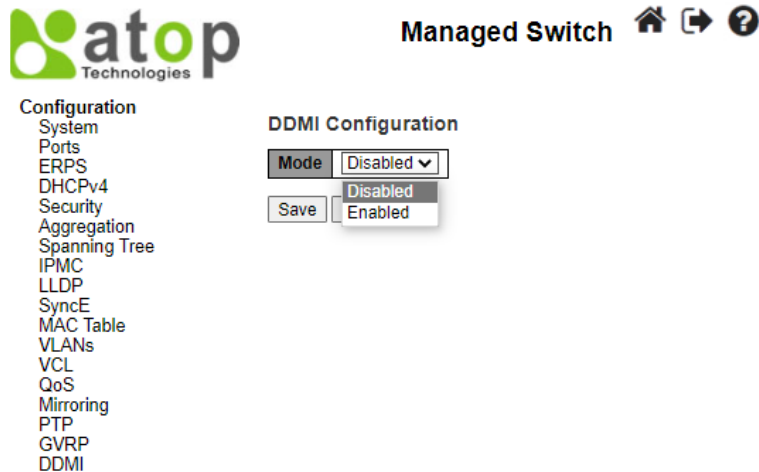 atop
Technologies
Managed Switch
Configuration
System
Ports
ERPS
DHCPv4
Security
Aggregation
Spanning Tree
IPMC
LLDP
SyncE
MAC Table
VLANs
VCL
QoS
Mirroring
PTP
GVRP
DDMI
DDMI Configuration
Mode Disabled
Disabled
Enabled
Save